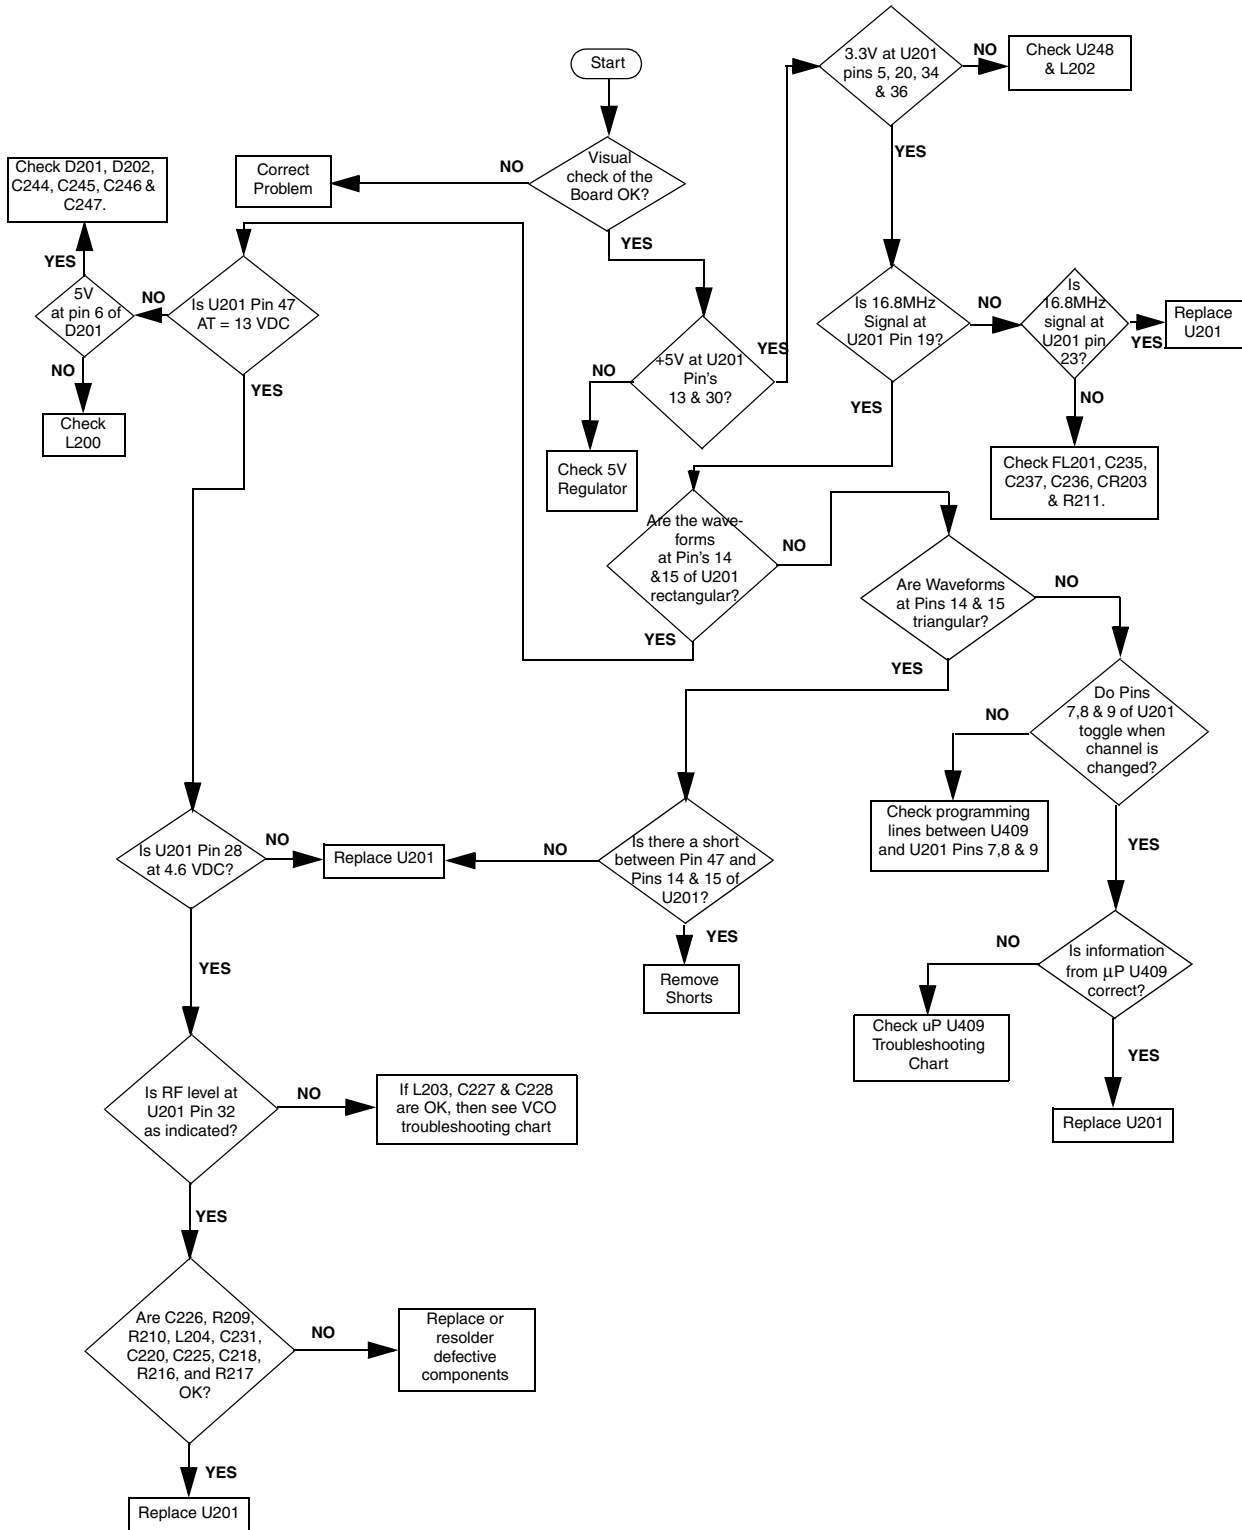 Start
3.3V at U201
pins 5, 20, 34
& 36
NO
Check U248
& L202
YES
Visual
check of the
Board OK?
NO
Correct
Problem
YES
Check D201, D202,
C244, C245, C246 &
C247.
YES
5V
at pin 6 of
D201
NO
Is U201 Pin 47
AT = 13 VDC
NO
Check
L200
YES
+5V at U201
Pin's
13 & 30?
YES
NO
Check 5V
Regulator
Is 16.8MHz
Signal at
U201 Pin 19?
NO
Is
16.8MHz
signal at
U201 pin
23?
YES
Replace
U201
NO
Check FL201, C235,
C237, C236, CR203
& R211.
YES
Are the wave-
forms
at Pin's 14
&15 of U201
rectangular?
NO
YES
Are Waveforms
at Pins 14 & 15
triangular?
NO
YES
Do Pins
7,8 & 9 of U201
toggle when
channel is
changed?
NO
Check programming
lines between U409
and U201 Pins 7,8 & 9
YES
Is U201 Pin 28
at 4.6 VDC?
NO
Replace U201
NO
Is there a short
between Pin 47 and
Pins 14 & 15 of
U201?
YES
Remove
Shorts
Is information
from μP U409
correct?
NO
Check uP U409
Troubleshooting
Chart
YES
Replace U201
YES
Is RF level at
U201 Pin 32
as indicated?
NO
If L203, C227 & C228
are OK, then see VCO
troubleshooting chart
YES
Are C226, R209,
R210, L204, C231,
C220, C225, C218,
R216, and R217
OK?
NO
Replace or
resolder
defective
components
YES
Replace U201